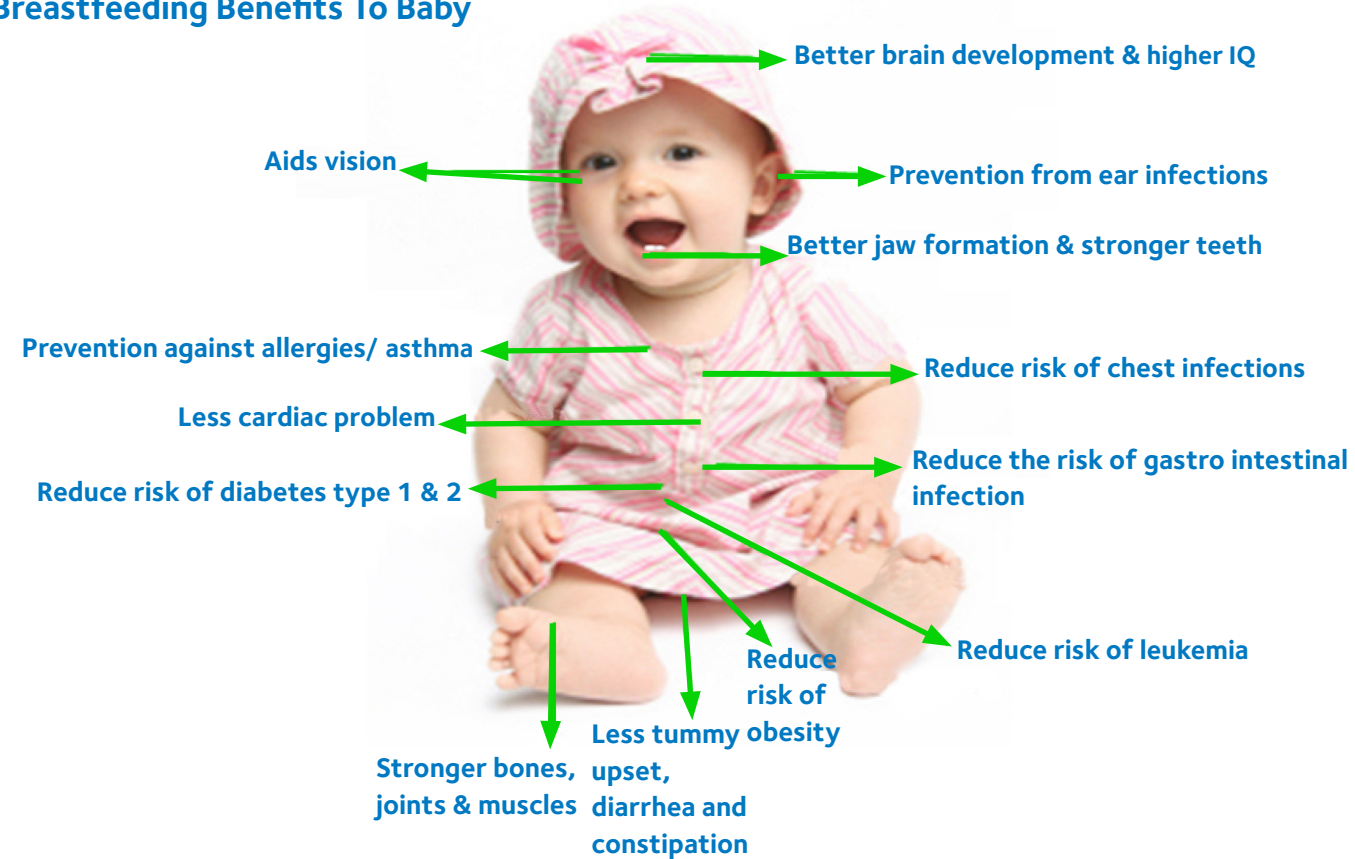 Breastfeeding Benefits To Baby
Better brain development & higher IQ
Aids vision
Prevention from ear infections
Better jaw formation & stronger teeth
Prevention against allergies/ asthma
Reduce risk of chest infections
Less cardiac problem
Reduce the risk of gastro intestinal
infection
Reduce risk of diabetes type 1 & 2
Reduce risk of leukemia
Reduce
risk of
obesity
Less tummy
upset,
diarrhea and
constipation
Stronger bones,
joints & muscles